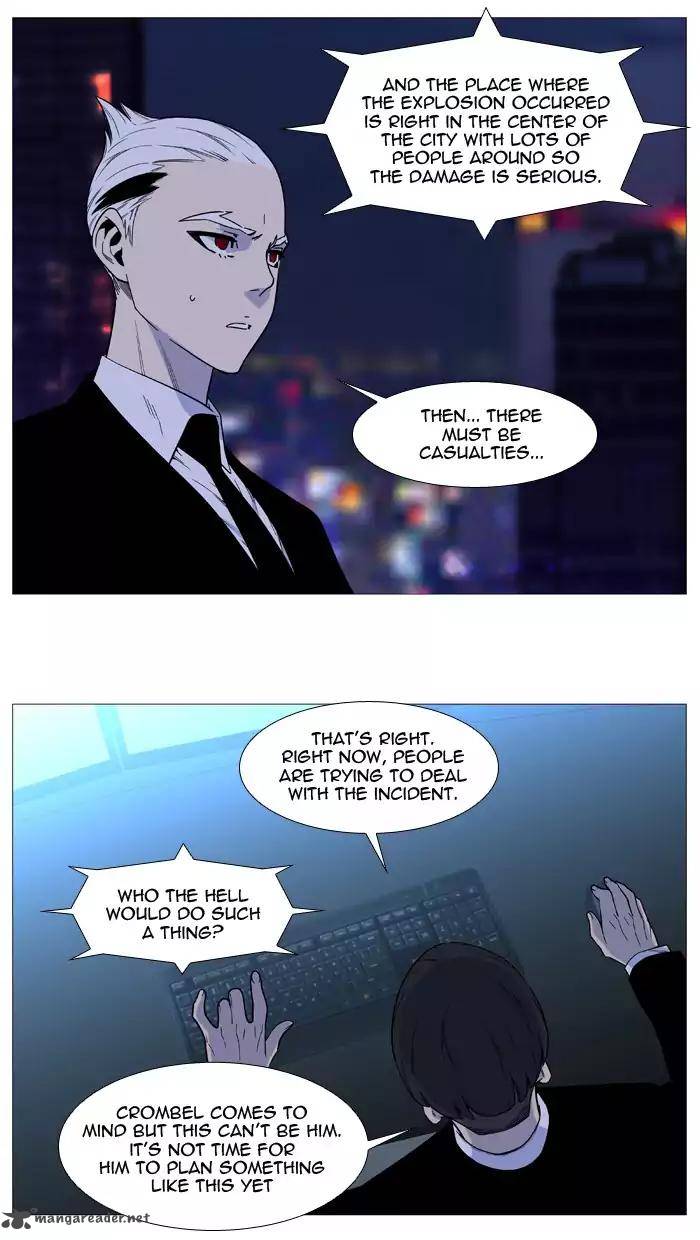 AND THE PLACE WHERE
THE EXPLOSION OCCURRED
IS RIGHT IN THE CENTER OF
THE CITY WITH LOTS OF
PEOPLE AROUND SO
THE DAMAGE IS SERIOUS.
THEN... THERE
MUST BE
CASUALTIES...
THAT'S RIGHT.
RIGHT NOW, PEOPLE
ARE TRYING TO DEAL
WITH THE INCIDENT.
WHO THE HELL
WOULD DO SUCH
A THING?
CROMBEL COMES TO
MIND BUT THIS CAN'T BE HIM.
IT'S NOT TIME FOR
HIM TO PLAN SOMETHING
LIKE THIS YET
mangareader.net